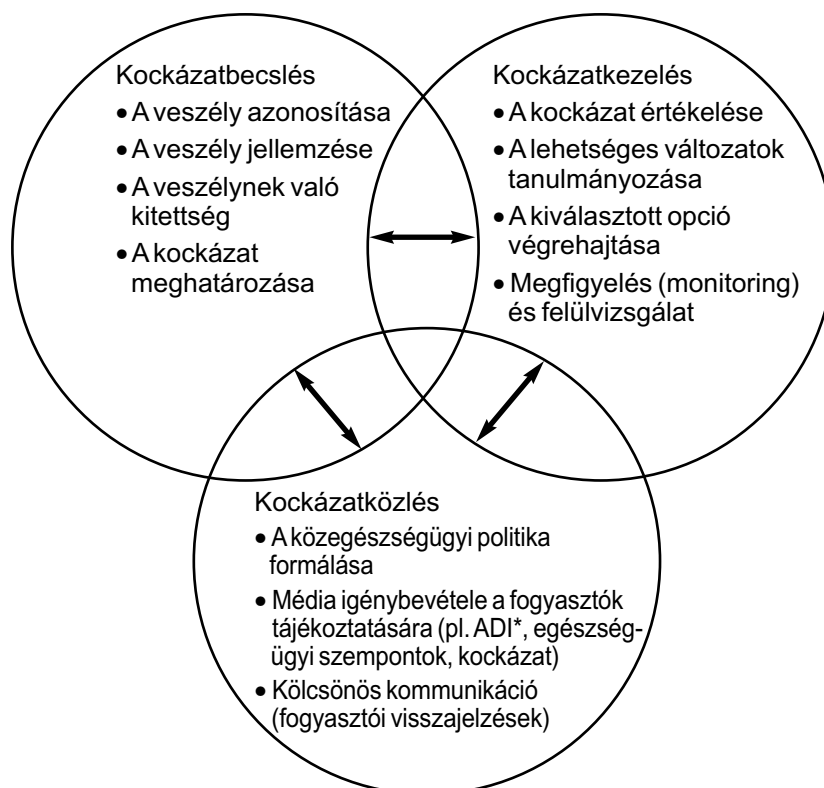 Kockázatbecslés
• A veszély azonosítása
• A veszély jellemzése
• A veszélynek való
kitettség
• A kockázat
meghatározása
Kockázatkezelés
• A kockázat értékelése
• A lehetséges változatok
tanulmányozása
• A kiválasztott opció
végrehajtása
• Megfigyelés (monitoring)
és felülvizsgálat
Kockázatközlés
• A közegészségügyi politika
formálása
• Média igénybevétele a fogyasztók
tájékoztatására (pl. ADI*, egészség-
ügyi szempontok, kockázat)
• Kölcsönös kommunikáció
(fogyasztói visszajelzések)